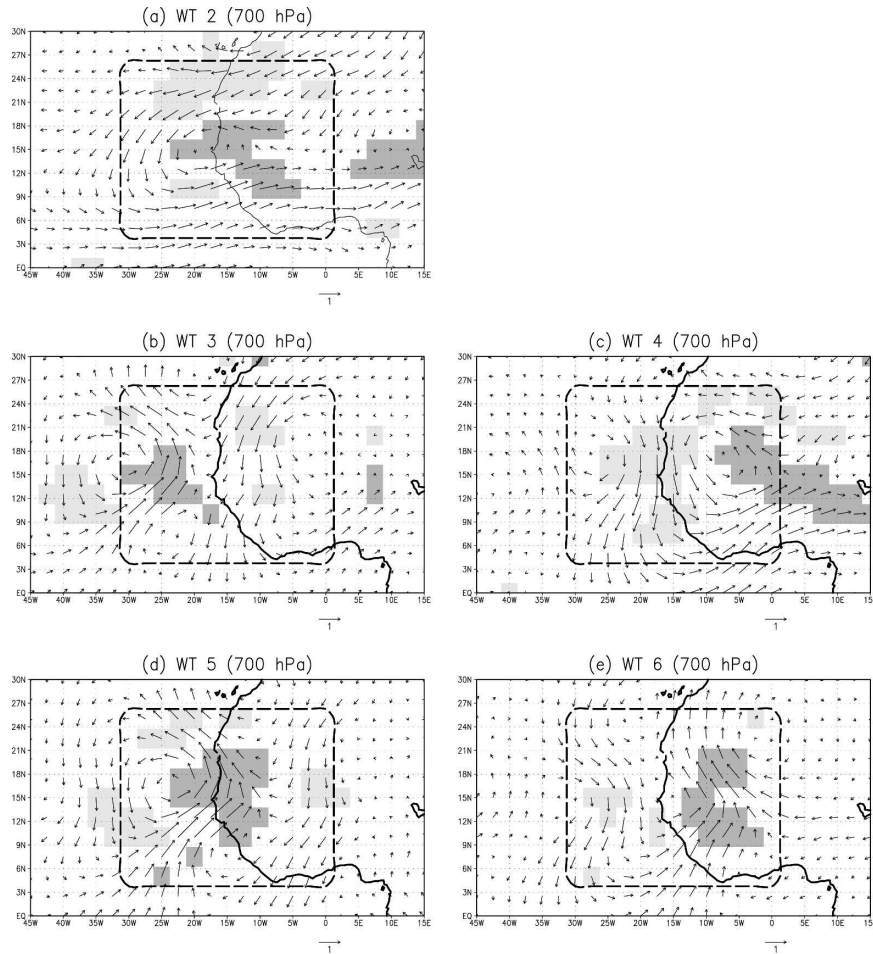 (a) WT 2 (700 hPa)
30N
27N
24N
21N
18N
15N
12N
9N
6N
3N
EQ
45W 40W 35W 30W 25W 20W 15W 10W 5W 0 5E 10E 15E
1
(b) WT 3 (700 hPa)
30N
27N
24N
21N
18N
15N
12N
9N
6N
3N
EQ
45W 40W 35W 30W 25W 20W 15W 10W 5W 0 5E 10E 15E
1
(c) WT 4 (700 hPa)
30N
27N
24N
21N
18N
15N
12N
9N
6N
3N
EQ
45W 40W 35W 30W 25W 20W 15W 10W 5W 0 5E 10E 15E
1
(d) WT 5 (700 hPa)
30N
27N
24N
21N
18N
15N
12N
9N
6N
3N
EQ
45W 40W 35W 30W 25W 20W 15W 10W 5W 0 5E 10E 15E
1
(e) WT 6 (700 hPa)
30N
27N
24N
21N
18N
15N
12N
9N
6N
3N
EQ
45W 40W 35W 30W 25W 20W 15W 10W 5W 0 5E 10E 15E
1